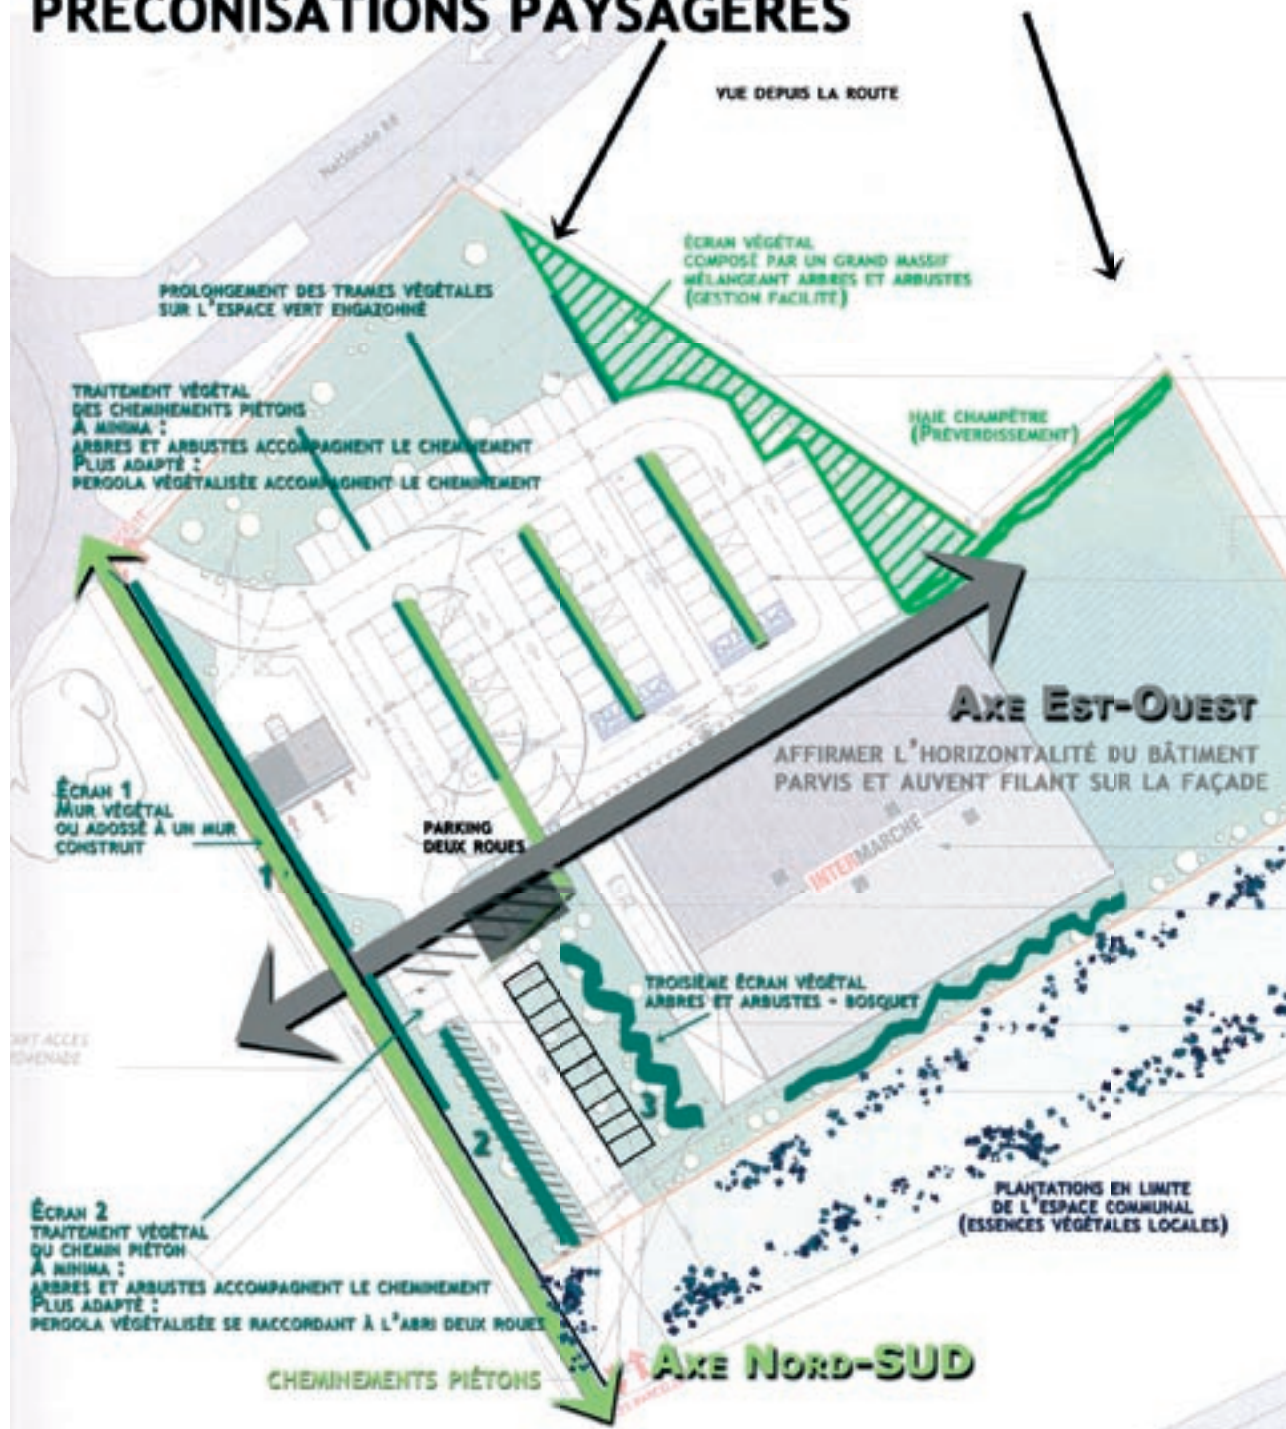 PRÉCONISATIONS PAYSAGÈRES
VUE DEPUIS LA ROUTE
Nationale 88
ÉCRAN VÉGÉTAL
COMPOSÉ PAR UN GRAND MASSIF
MÉLANGEANT ARBRES ET ARBUSTES
(GESTION FACILITÉ)
PROLONGEMENT DES TRAMES VÉGÉTALES
SUR L'ESPACE VERT ENGAZONNÉ
TRAITEMENT VÉGÉTAL
DES CHEMINEMENTS PIÉTONS
A MINIMA :
ARBRES ET ARBUSTES ACCOMPAGNENT LE CHEMINEMENT
PLUS ADAPTÉ :
PERGOLA VÉGÉTALISÉE ACCOMPAGNENT LE CHEMINEMENT
HAIE CHAMPÊTRE
(PRÉVERDISSEMENT)
AXE EST-OUEST
AFFIRMER L'HORIZONTALITÉ DU BÂTIMENT
PARVIS ET AUVENT FILANT SUR LA FAÇADE
ÉCRAN 1
MUR VÉGÉTAL
OU ADOSSÉ À UN MUR
CONSTRUIT
1
PARKING
DEUX ROUES
INTERMARCHE
TROISIÈME ÉCRAN VÉGÉTAL
ARBRES ET ARBUSTES - BOSQUET
3
2
PLANTATIONS EN LIMITE
DE L'ESPACE COMMUNAL
(ESSENCES VÉGÉTALES LOCALES)
ÉCRAN 2
TRAITEMENT VÉGÉTAL
DU CHEMIN PIÉTON
A MINIMA :
ARBRES ET ARBUSTES ACCOMPAGNENT LE CHEMINEMENT
PLUS ADAPTÉ :
PERGOLA VÉGÉTALISÉE SE RACCORDANT À L'ABRI DEUX ROUES
CHEMINEMENTS PIÉTONS
AXE NORD-SUD